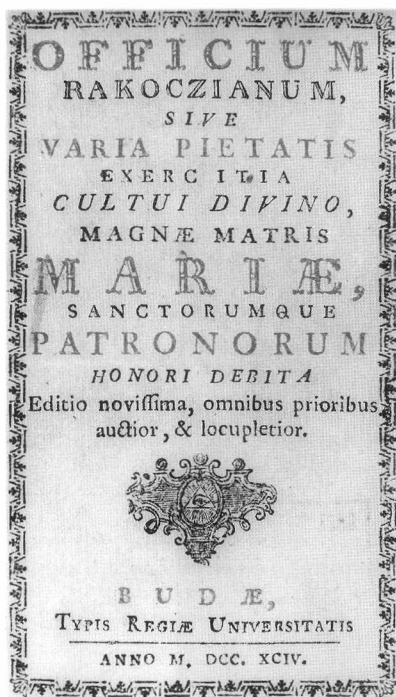 OFFICIUM
RAKOCZIANUM,
SIVE
VARIA PIETATIS
EXERCITIA
CULTUI DIVINO,
MAGNÆ MATRIS
MARIÆ,
SANCTORUMQUE
PATRONORUM
HONORI DEBITA
Editio noviſſima, omnibus prioribus
auctior, & locupletior.
BUDÆ,
TYPIS REGIÆ UNIVERSITATIS
ANNO M. DCC. XCIV.